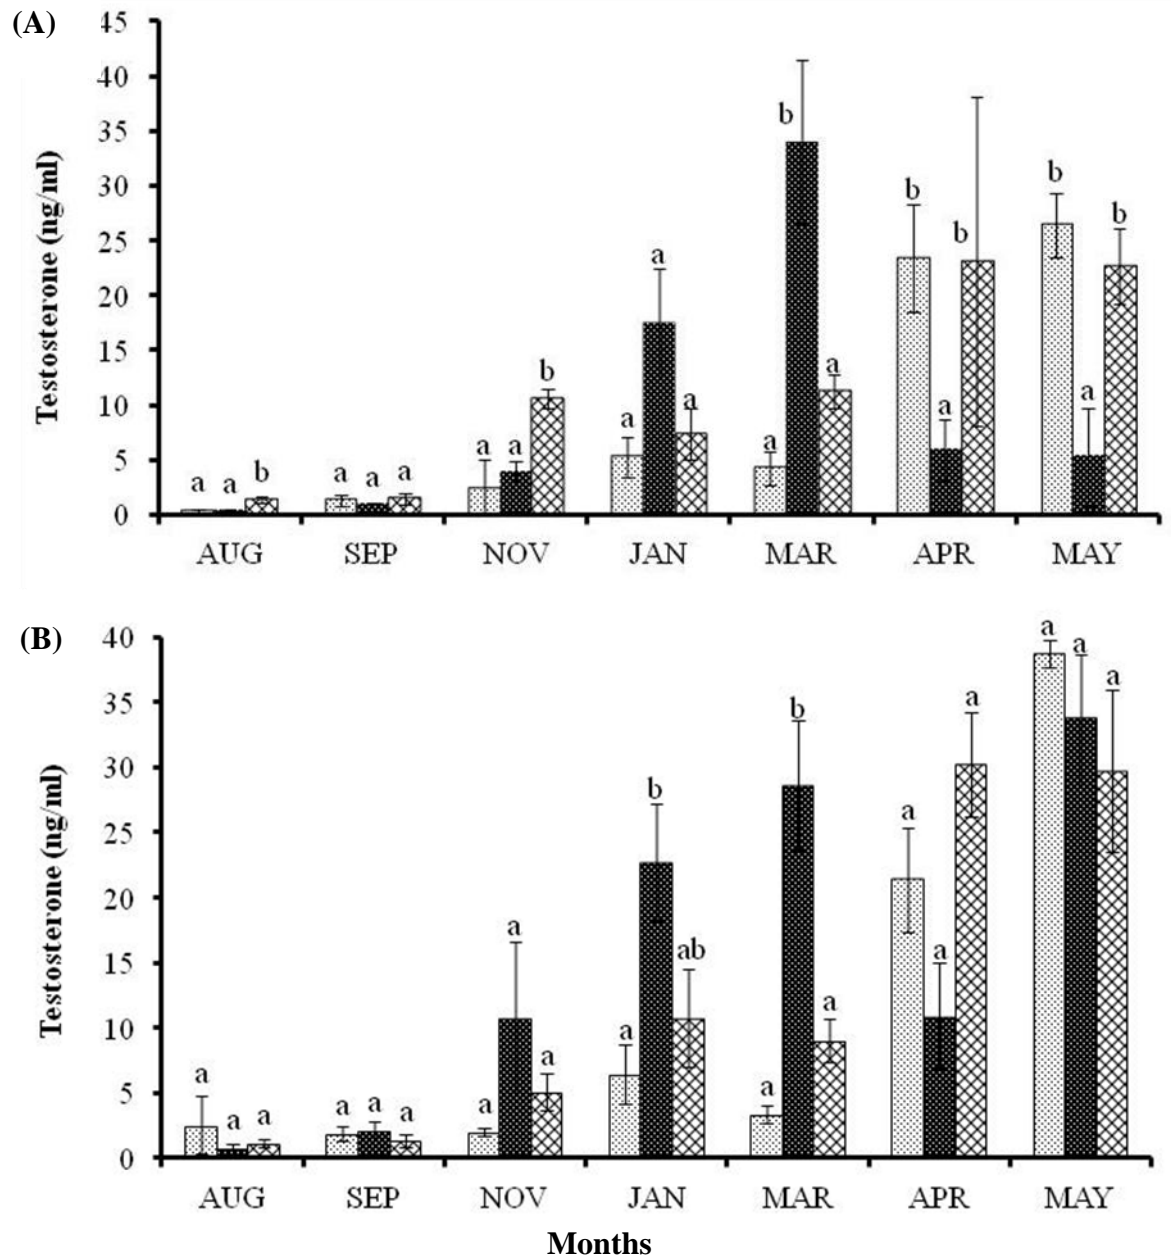 (A)
Testosterone (ng/ml)
45
40
35
30
25
20
15
10
5
0
a a b
a a a
a a b
a a a
a b a
b a b
b a b
AUG SEP NOV JAN MAR APR MAY
(B)
Testosterone (ng/ml)
40
35
30
25
20
15
10
5
0
a a a
a a a
a a a
a b ab
a b a
a a a
a a a
AUG SEP NOV JAN MAR APR MAY
Months